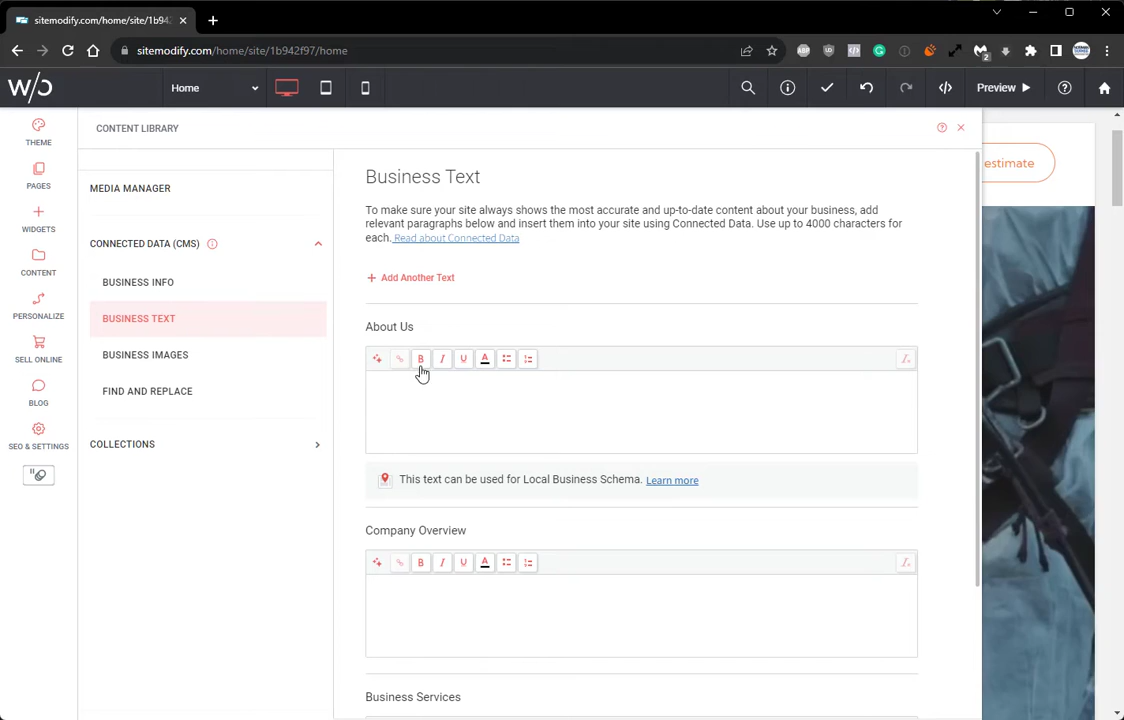 sitemodify.com/home/site/1b942
sitemodify.com/home/site/1b942f97/home
2
W/D
Home
Preview
THEME
PAGES
WIDGETS
CONTENT
PERSONALIZE
SELL ONLINE
BLOG
SEO & SETTINGS
CONTENT LIBRARY
MEDIA MANAGER
CONNECTED DATA (CMS)
BUSINESS INFO
BUSINESS TEXT
BUSINESS IMAGES
FIND AND REPLACE
COLLECTIONS
Business Text
To make sure your site always shows the most accurate and up-to-date content about your business, add
relevant paragraphs below and insert them into your site using Connected Data. Use up to 4000 characters for
each. Read about Connected Data
+ Add Another Text
About Us
B I U A
This text can be used for Local Business Schema. Learn more
Company Overview
B I U A
Business Services
estimate